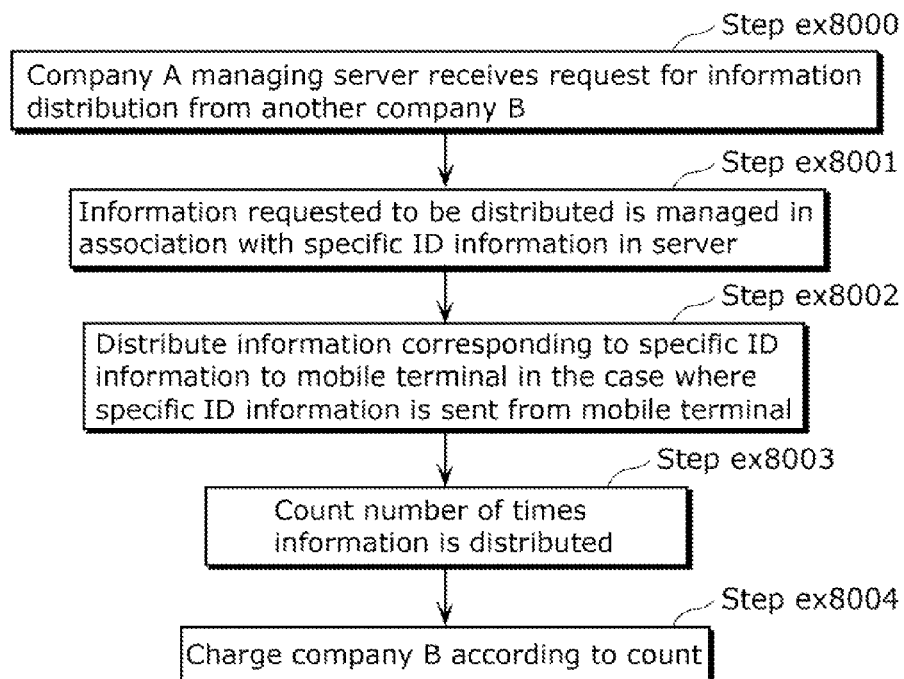 Step ex8000
Company A managing server receives request for information
distribution from another company B
Step ex8001
Information requested to be distributed is managed in
association with specific ID information in server
Step ex8002
Distribute information corresponding to specific ID
information to mobile terminal in the case where
specific ID information is sent from mobile terminal
Step ex8003
Count number of times
information is distributed
Step ex8004
Charge company B according to count